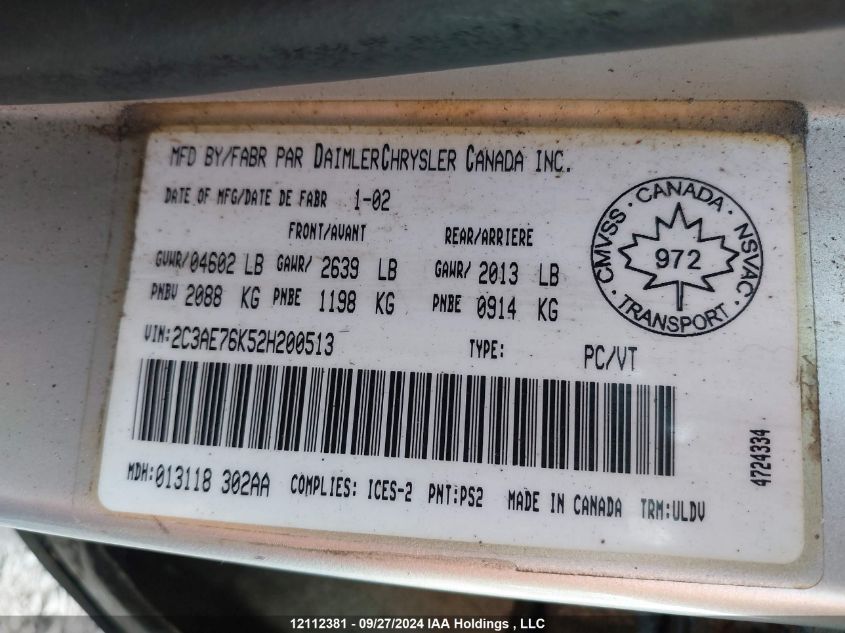 MFD BY/FABR PAR DAIMLERCHRYSLER CANADA INC.
DATE OF MFG/DATE DE FABR 1-02
FRONT/AVANT REAR/ARRIERE
GVWR/04602 LB GAWR/ 2639 LB GAWR/ 2013 LB
PNBV 2088 KG PNBE 1198 KG PNBE 0914 KG
VIN:2C3AE76K52H200513 TYPE: PC/VT
CMVSS · CANADA · NSVAC
972
· TRANSPORT ·
4724334
MDH:013118 302AA COMPLIES: ICES-2 PNT:PS2 MADE IN CANADA TRM:ULDV
12112381 - 09/27/2024 IAA Holdings, , LLC